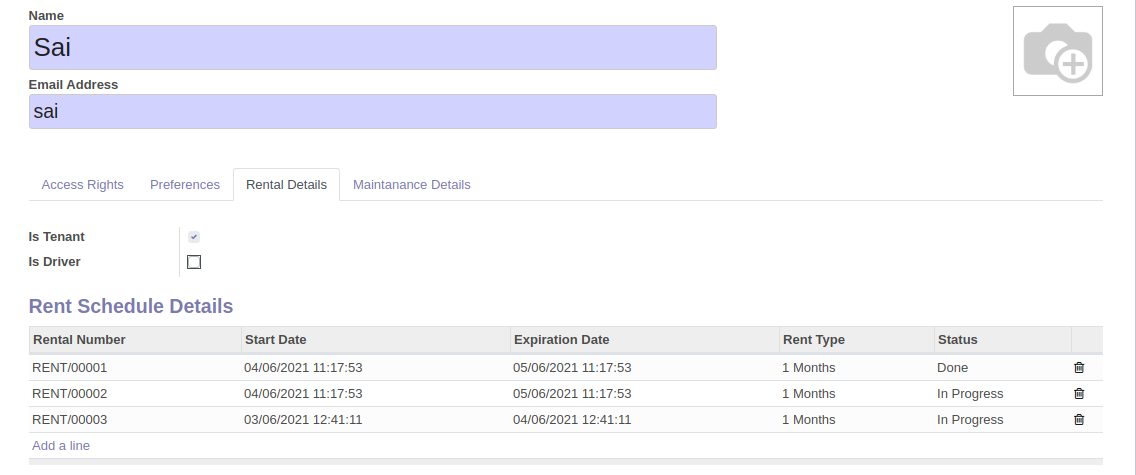 Name
Sai
Email Address
sai
Access Rights Preferences Rental Details Maintanance Details
Is Tenant
Is Driver
Rent Schedule Details
Rental Number Start Date Expiration Date Rent Type Status
RENT/00001 04/06/2021 11:17:53 05/06/2021 11:17:53 1 Months Done
RENT/00002 04/06/2021 11:17:53 05/06/2021 11:17:53 1 Months In Progress
RENT/00003 03/06/2021 12:41:11 04/06/2021 12:41:11 1 Months In Progress
Add a line